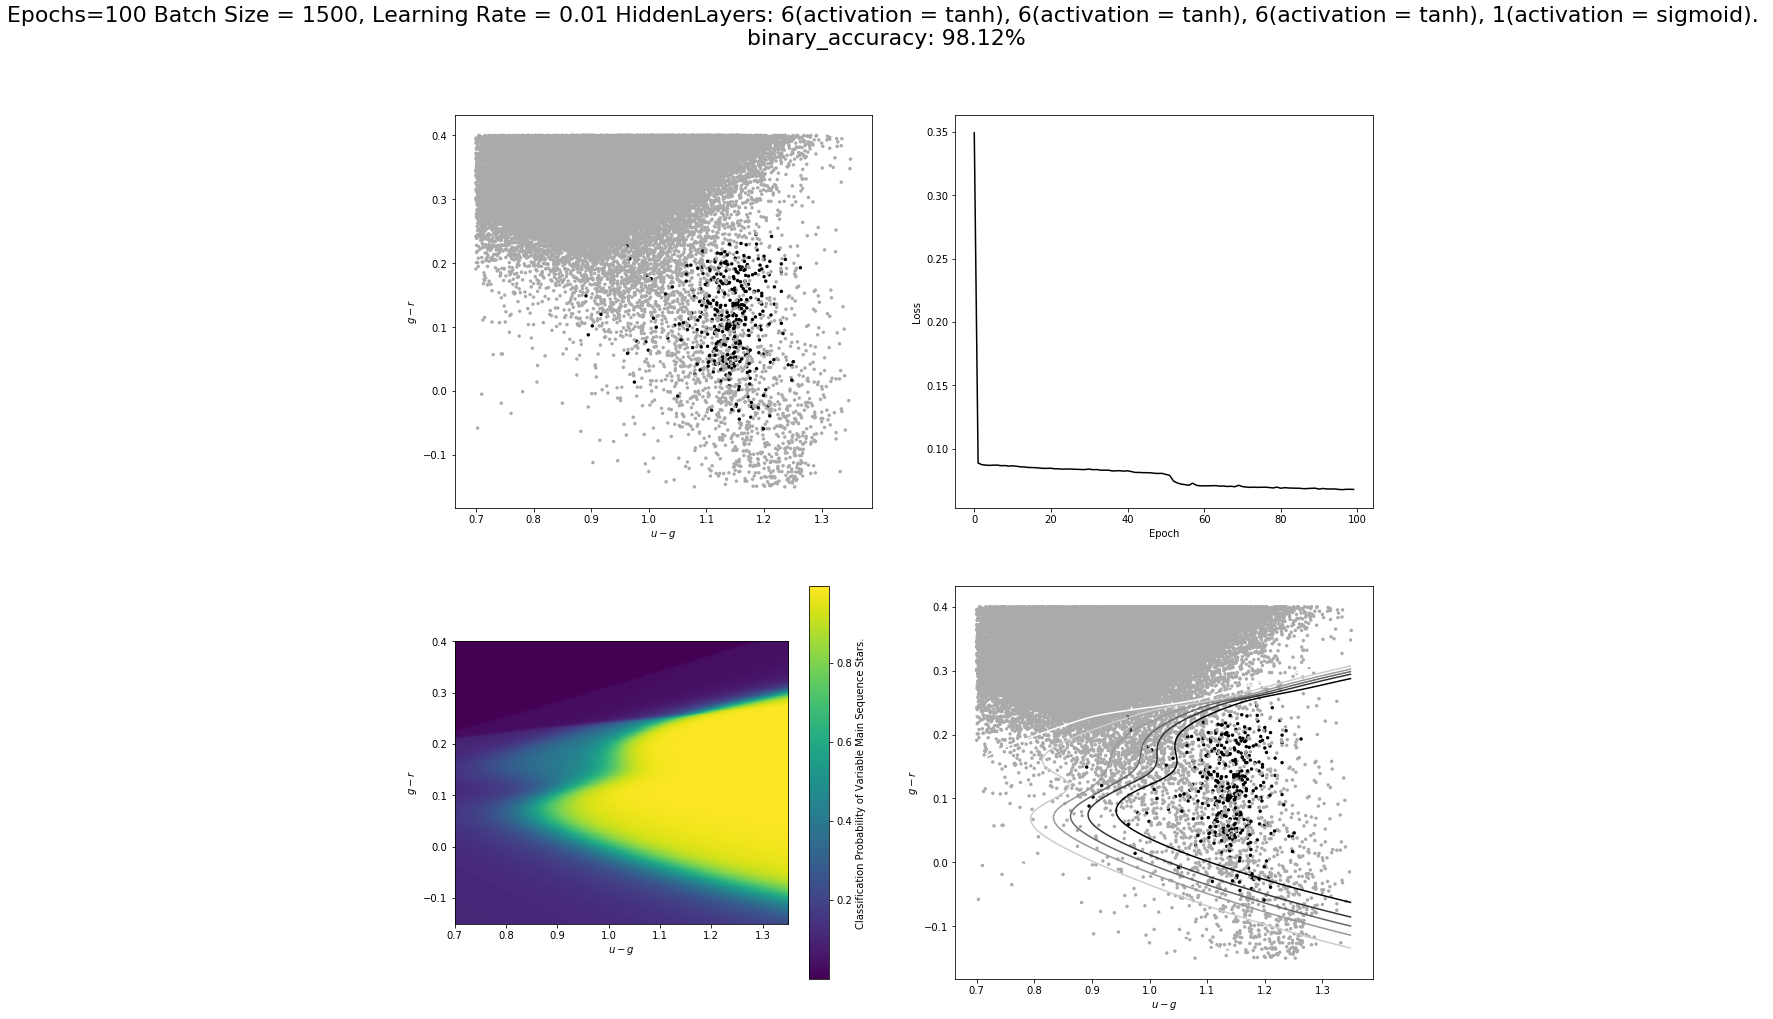 Epochs=100 Batch Size = 1500, Learning Rate = 0.01 HiddenLayers: 6(activation = tanh), 6(activation = tanh), 6(activation = tanh), 1(activation = sigmoid).
binary_accuracy: 98.12%
0.4
0.3
0.2
0.1
0.0
−0.1
g − r
0.7 0.8 0.9 1.0 1.1 1.2 1.3
u − g
0.35
0.30
0.25
0.20
0.15
0.10
Loss
0 20 40 60 80 100
Epoch
0.4
0.3
0.2
0.1
0.0
−0.1
g − r
0.7 0.8 0.9 1.0 1.1 1.2 1.3
u − g
0.8
0.6
0.4
0.2
Classification Probability of Variable Main Sequence Stars.
0.4
0.3
0.2
0.1
0.0
−0.1
g − r
0.7 0.8 0.9 1.0 1.1 1.2 1.3
u − g